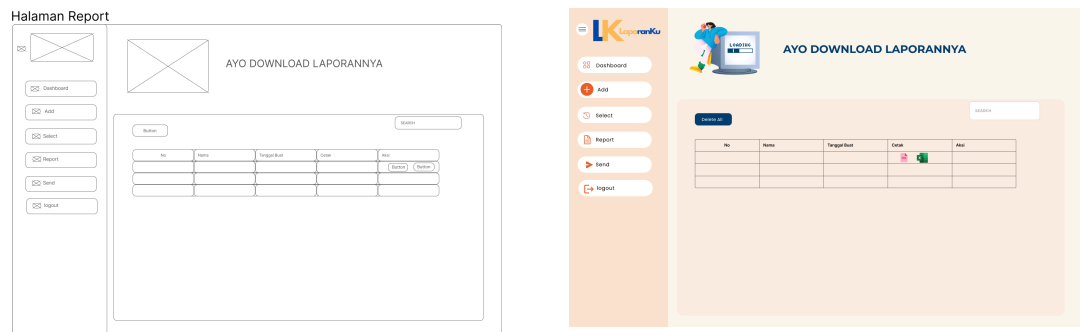 Halaman Report
AYO DOWNLOAD LAPORANNYA
Dashboard
Add
Select
Report
Send
logout
SEARCH
Button
No Nama Tanggal Buat Cetak Aksi
Button Button
LK LaporanKu
LOADING
AYO DOWNLOAD LAPORANNYA
Dashboard
Add
Select
Report
Send
logout
SEARCH
Delete All
No Nama Tanggal Buat Cetak Aksi